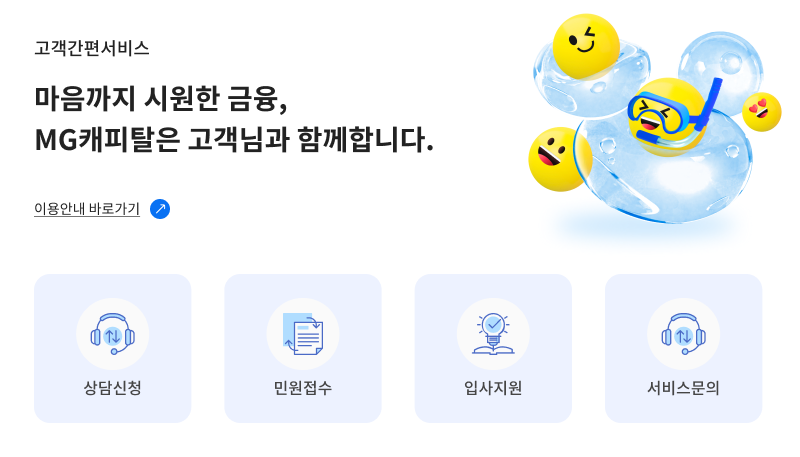 고객간편서비스
마음까지 시원한 금융,
MG캐피탈은 고객님과 함께합니다.
이용안내 바로가기
상담신청
민원접수
입사지원
서비스문의